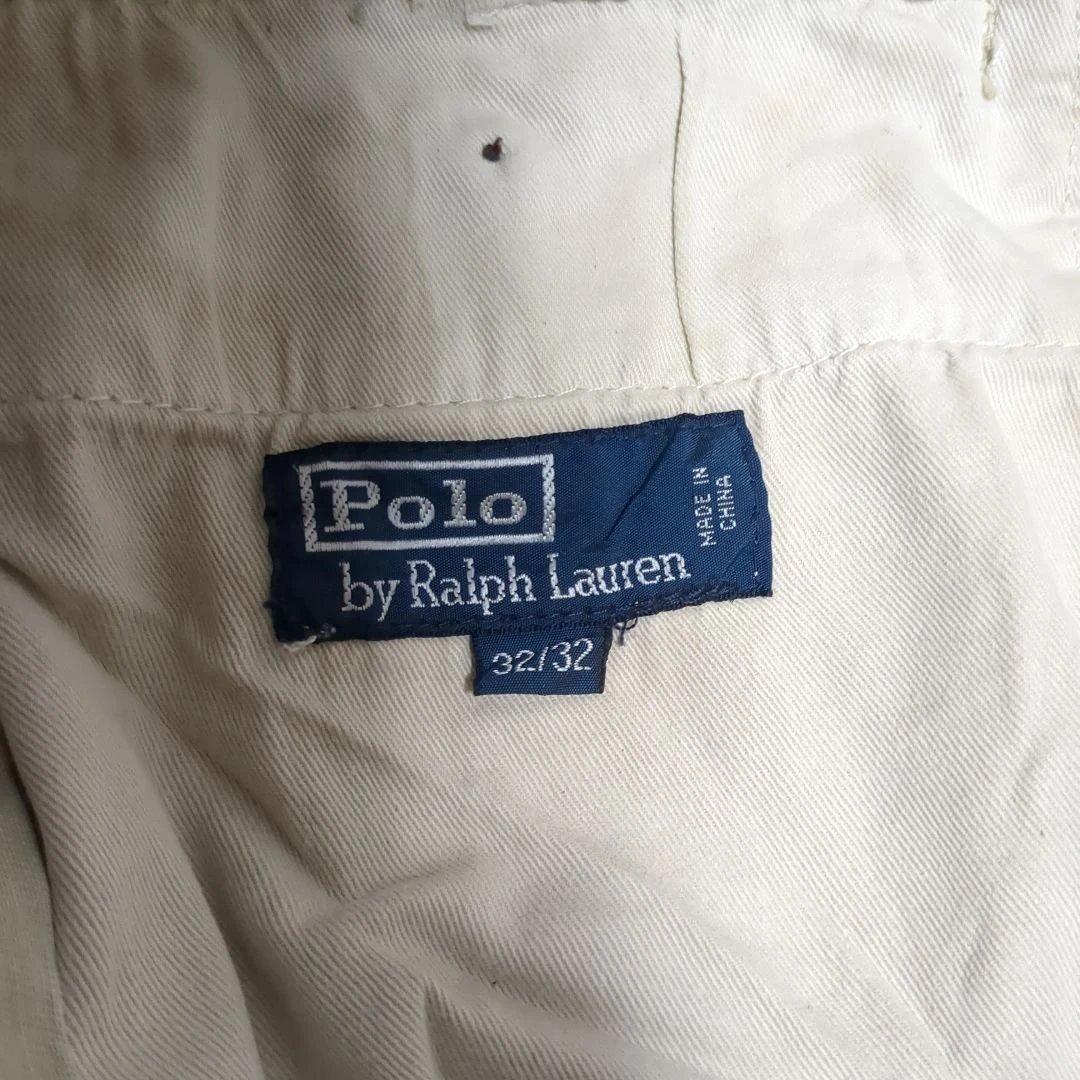 Polo
by Ralph Lauren
MADE IN
CHINA
32/32